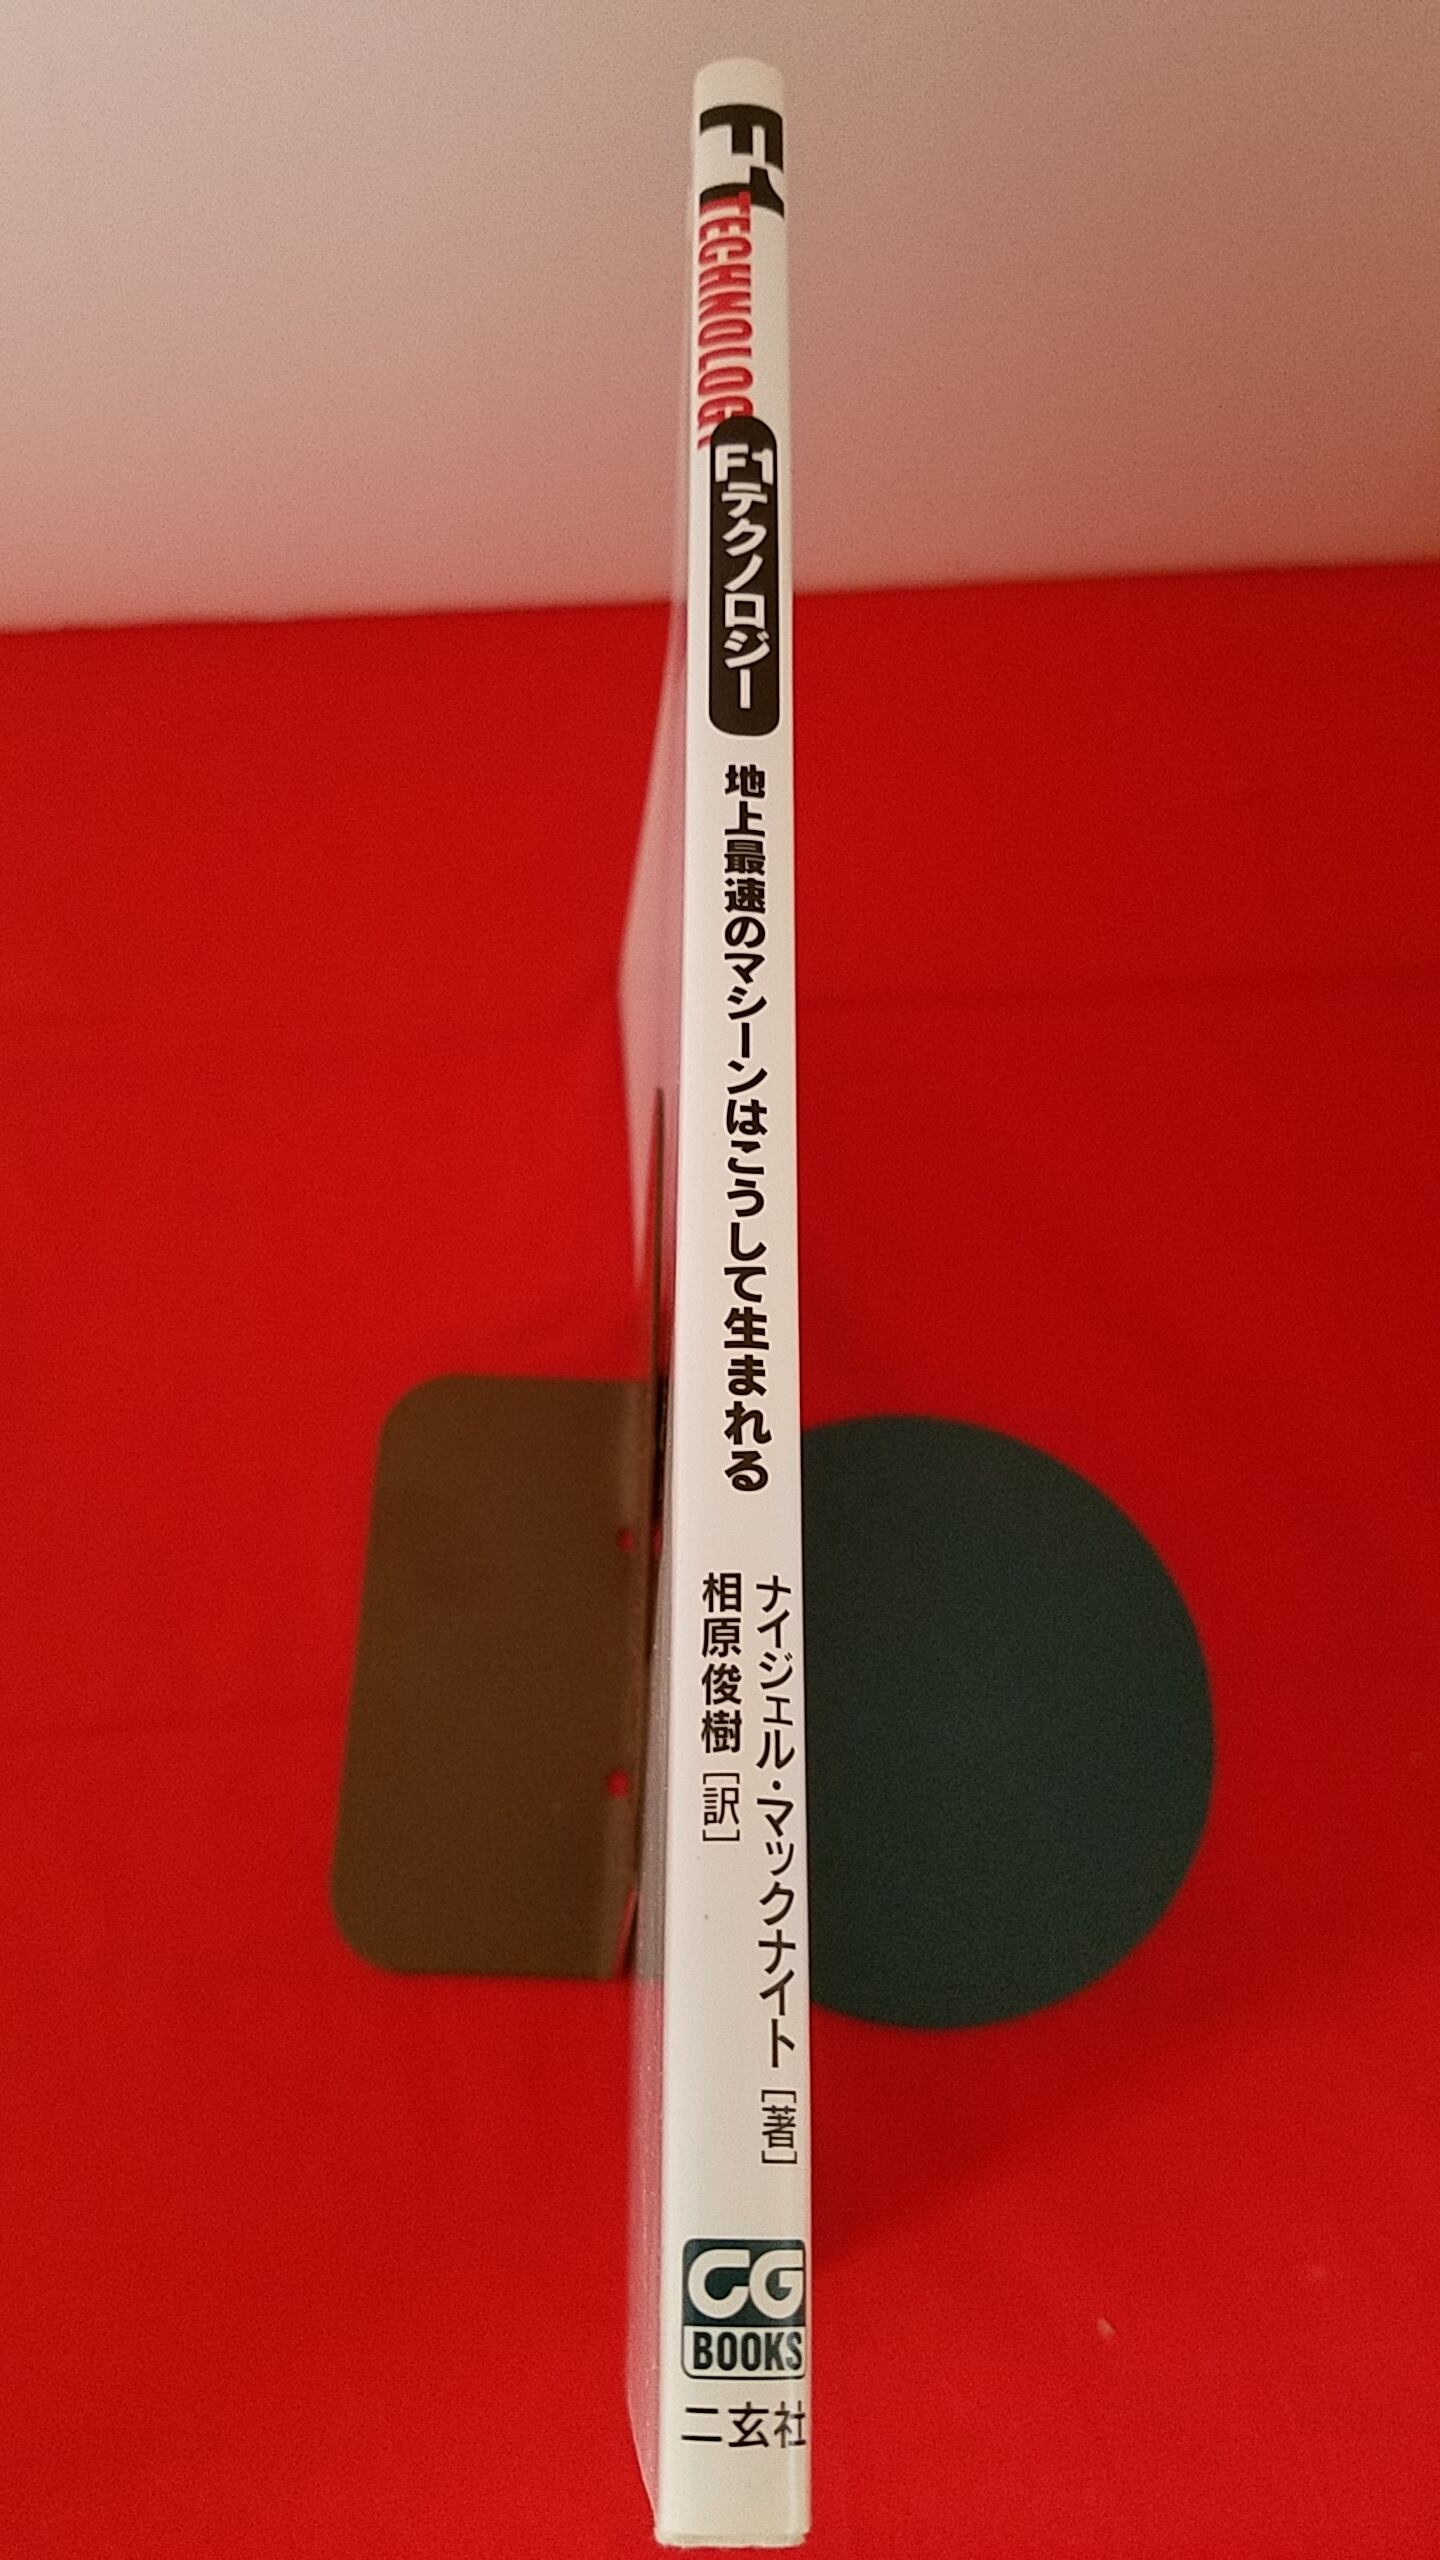 F1
TECHNOLOGY
F1テクノロジー
地上最速のマシーンはこうして生まれる
ナイジェル・マックナイト[著]
相原俊樹[訳]
CG
BOOKS
二玄社